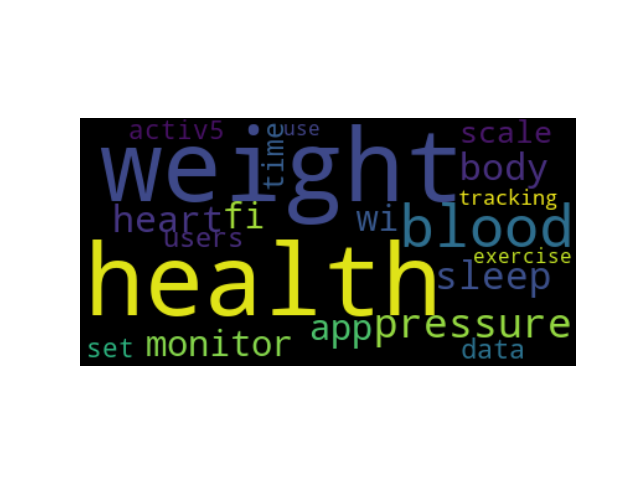 activ5
time
use
scale
weight
body
tracking
heart
fi
wi
blood
users
exercise
health
sleep
app
pressure
set
monitor
data